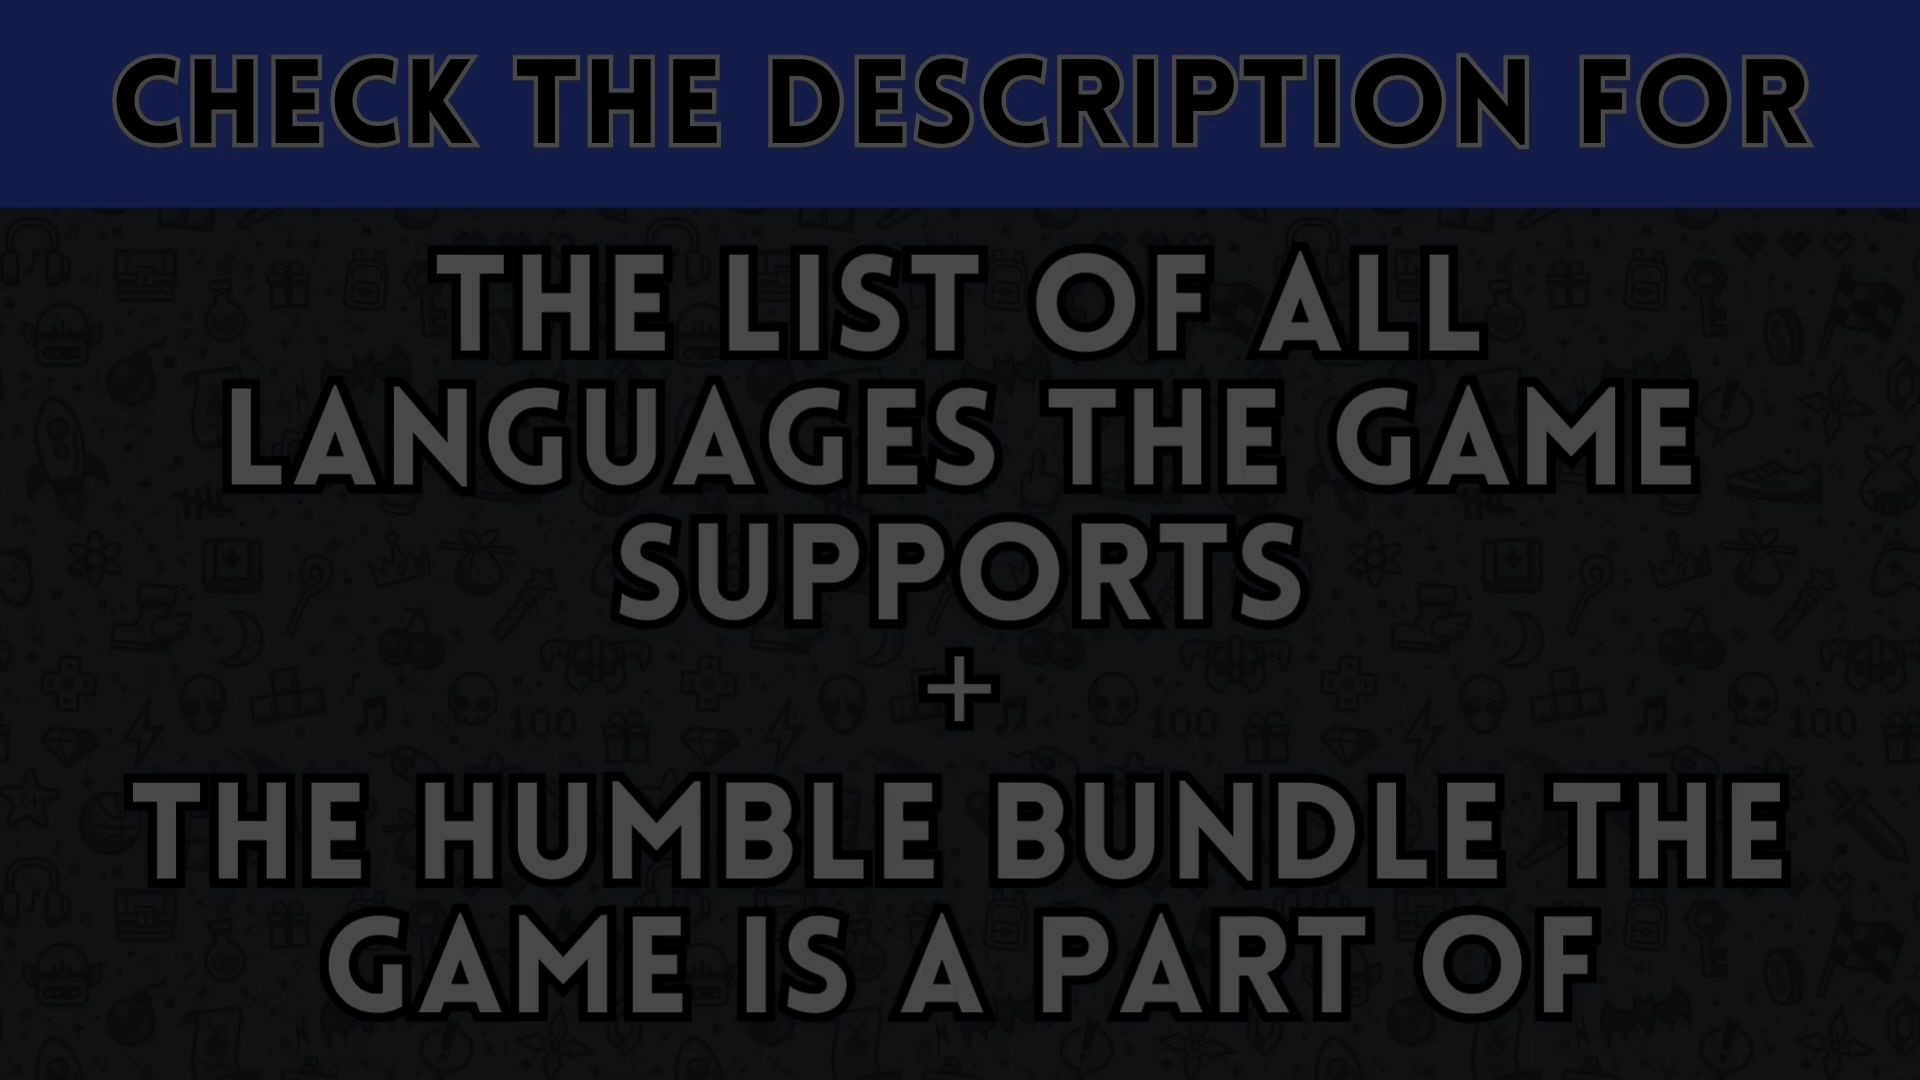 CHECK THE DESCRIPTION FOR
THE LIST OF ALL
LANGUAGES THE GAME
SUPPORTS
+
THE HUMBLE BUNDLE THE
GAME IS A PART OF